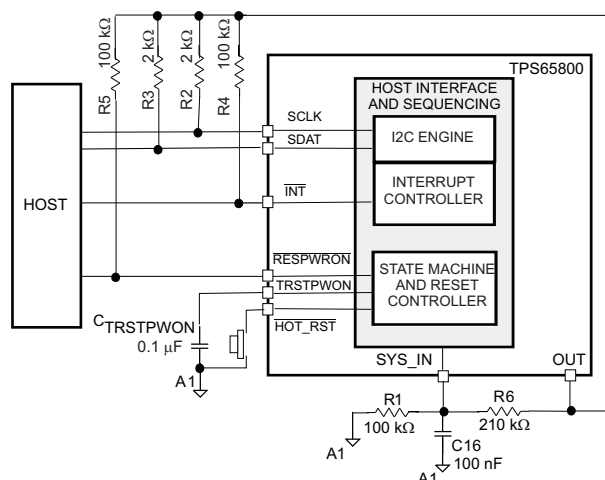 100 kΩ
R5
2 kΩ
R3
2 kΩ
R2
100 kΩ
R4
TPS65800
HOST INTERFACE
AND SEQUENCING
SCLK
SDAT
I2C ENGINE
HOST
INT
INTERRUPT
CONTROLLER
RESPWRON
TRSTPWON
HOT_RST
STATE MACHINE
AND RESET
CONTROLLER
CTRSTPWON
0.1 μF
A1
SYS_IN
OUT
R1
100 kΩ
R6
210 kΩ
A1
C16
100 nF
A1